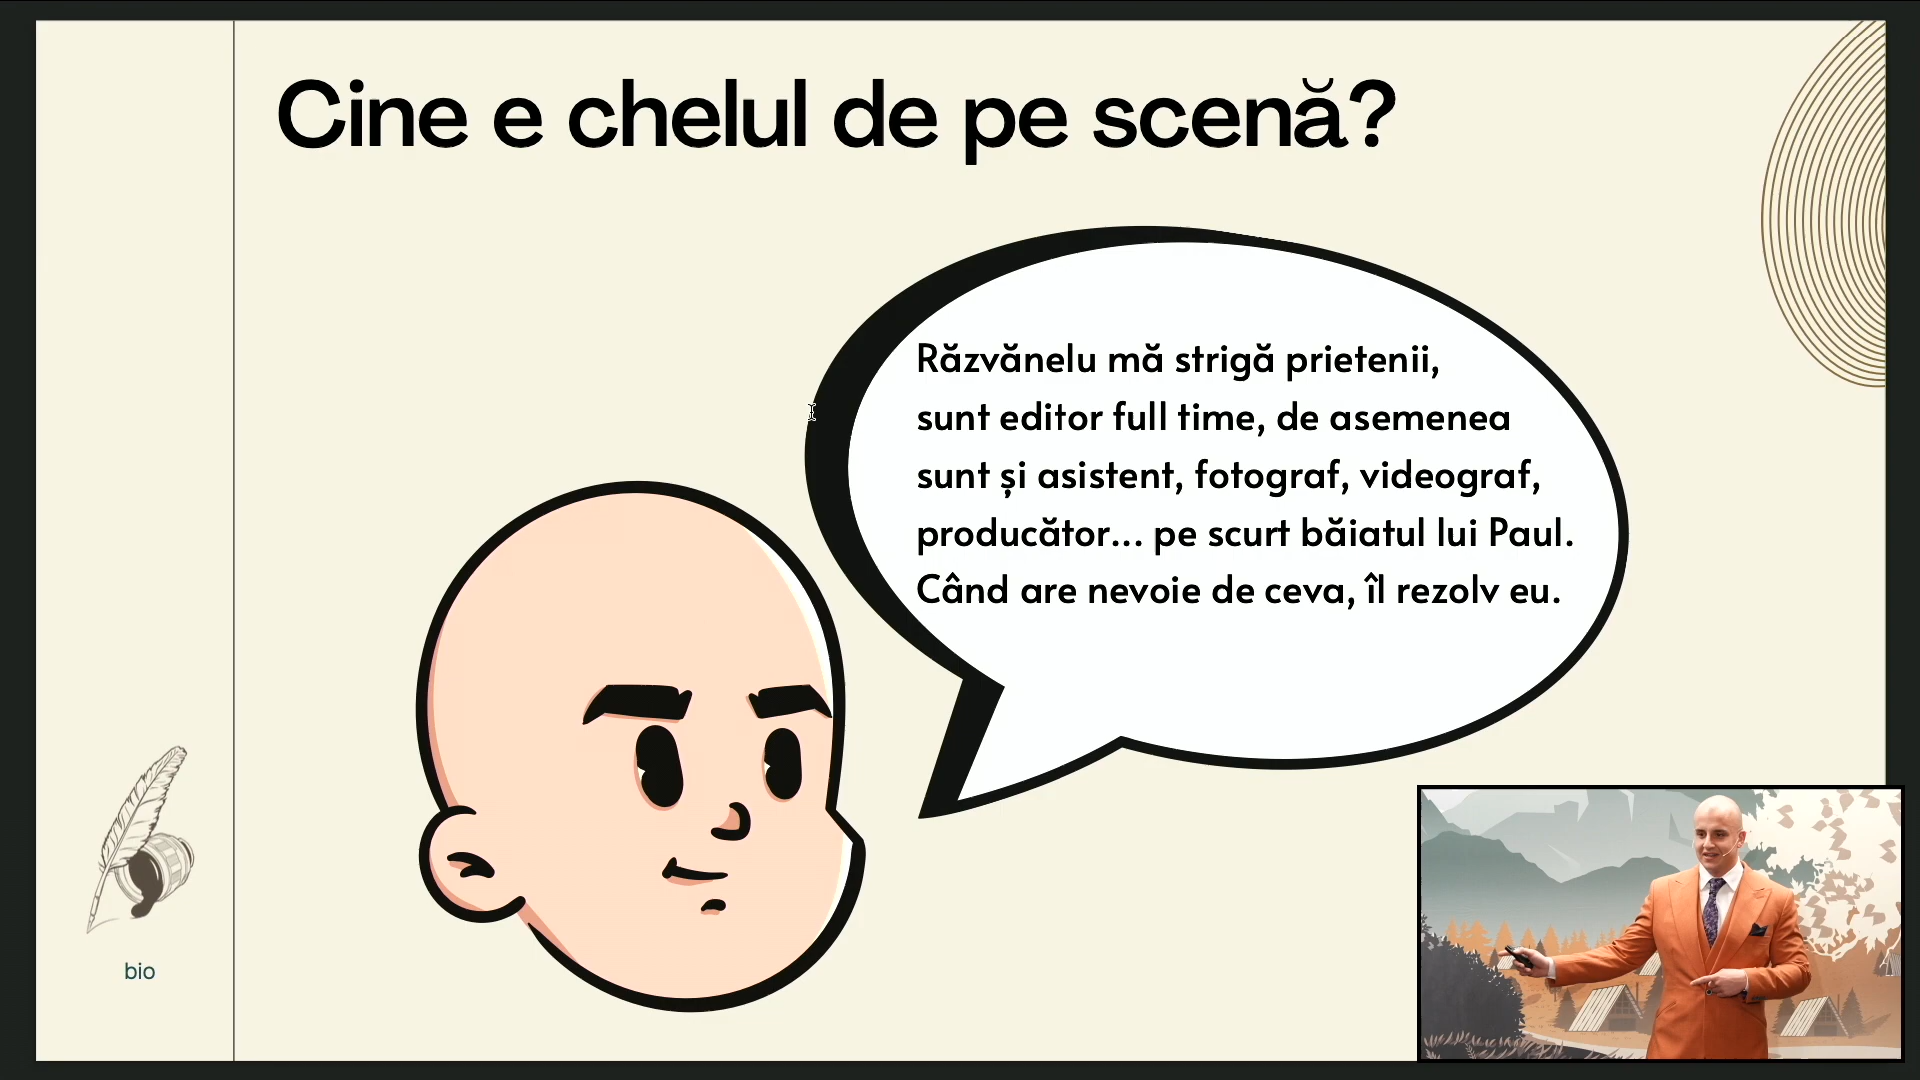 Cine e chelul de pe scenă?
Răzvănelu mă strigă prietenii,
sunt editor full time, de asemenea
sunt și asistent, fotograf, videograf,
producător... pe scurt băiatul lui Paul.
Când are nevoie de ceva, îl rezolv eu.
bio